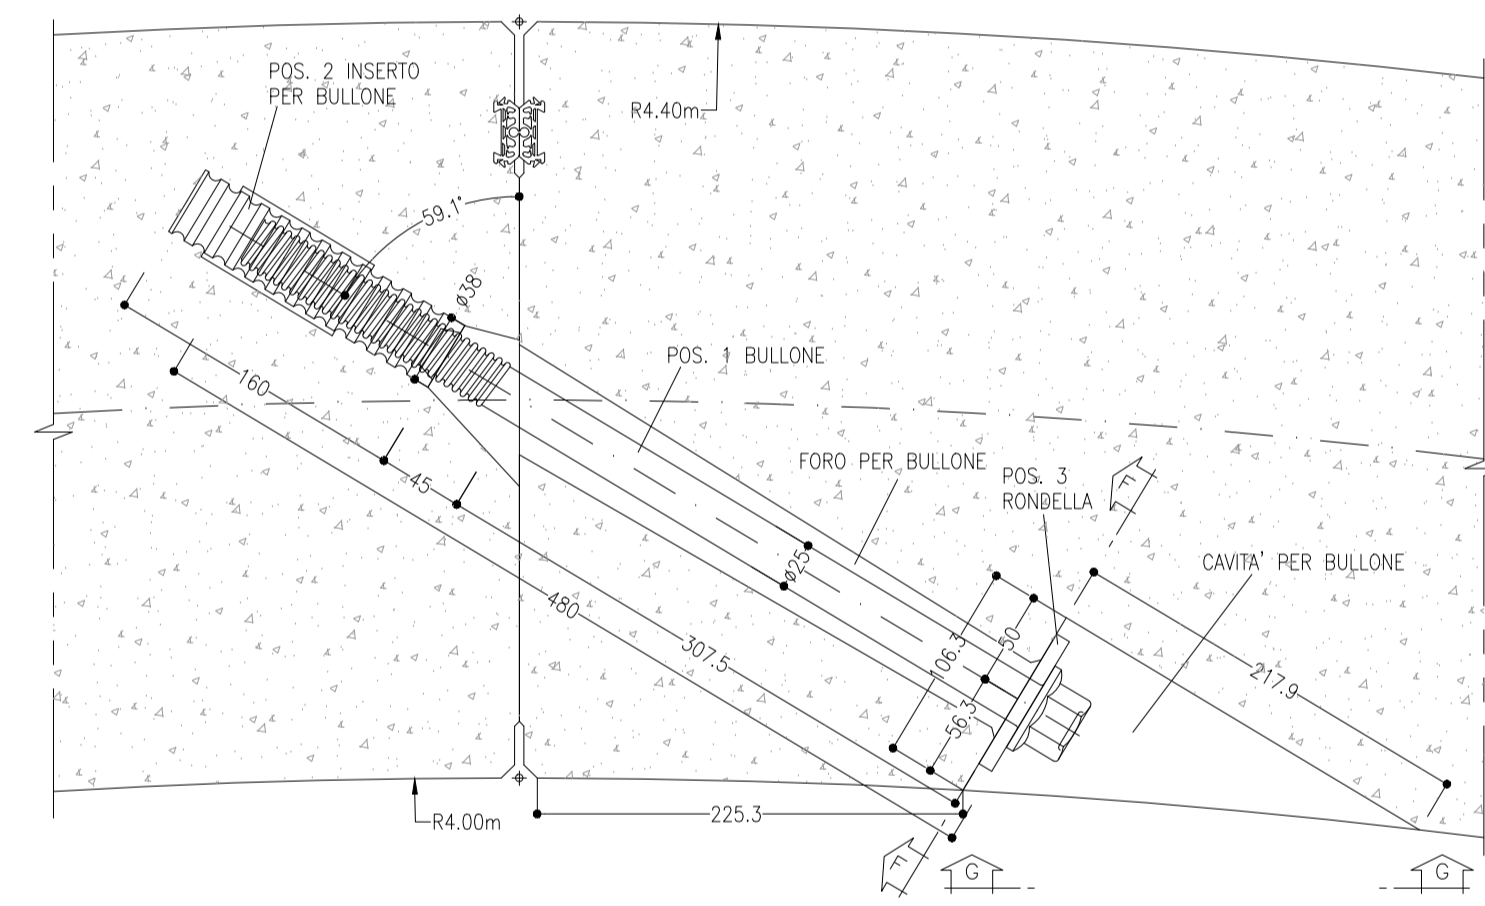 POS. 2 INSERTO
PER BULLONE
R4.40m
59.1°
ø38
160
45
POS. 1 BULLONE
FORO PER BULLONE
POS. 3
RONDELLA
F
CAVITA' PER BULLONE
ø25
480
307.5
106.3
50
56.3
217.9
225.3
R4.00m
F
G
G